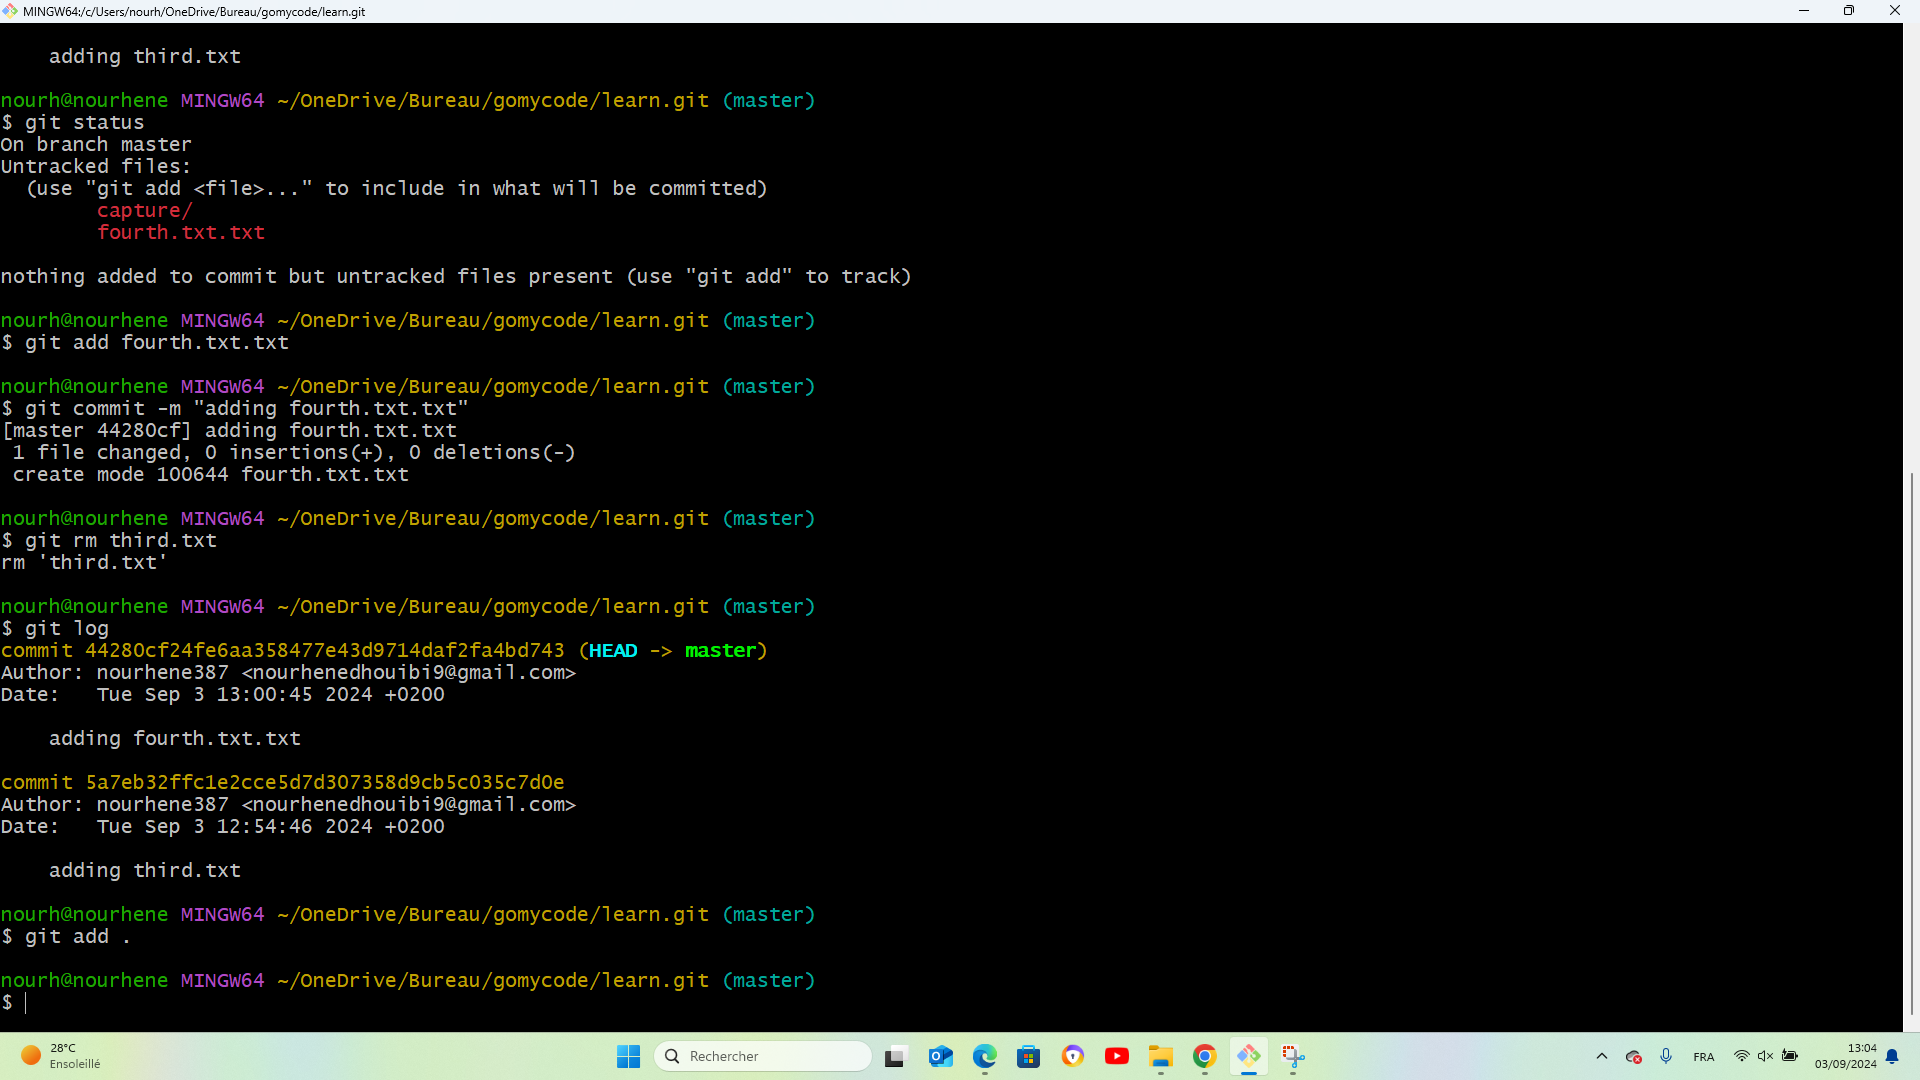 MINGW64:/c/Users/nourh/OneDrive/Bureau/gomycode/learn.git
    adding third.txt
nourh@nourhene MINGW64 ~/OneDrive/Bureau/gomycode/learn.git (master)
$ git status
On branch master
Untracked files:
  (use "git add <file>..." to include in what will be committed)
        capture/
        fourth.txt.txt
nothing added to commit but untracked files present (use "git add" to track)
nourh@nourhene MINGW64 ~/OneDrive/Bureau/gomycode/learn.git (master)
$ git add fourth.txt.txt
nourh@nourhene MINGW64 ~/OneDrive/Bureau/gomycode/learn.git (master)
$ git commit -m "adding fourth.txt.txt"
[master 44280cf] adding fourth.txt.txt
 1 file changed, 0 insertions(+), 0 deletions(-)
 create mode 100644 fourth.txt.txt
nourh@nourhene MINGW64 ~/OneDrive/Bureau/gomycode/learn.git (master)
$ git rm third.txt
rm 'third.txt'
nourh@nourhene MINGW64 ~/OneDrive/Bureau/gomycode/learn.git (master)
$ git log
commit 44280cf24fe6aa358477e43d9714daf2fa4bd743 (HEAD -> master)
Author: nourhene387 <nourhenedhouibi9@gmail.com>
Date:   Tue Sep 3 13:00:45 2024 +0200
    adding fourth.txt.txt
commit 5a7eb32ffc1e2cce5d7d307358d9cb5c035c7d0e
Author: nourhene387 <nourhenedhouibi9@gmail.com>
Date:   Tue Sep 3 12:54:46 2024 +0200
    adding third.txt
nourh@nourhene MINGW64 ~/OneDrive/Bureau/gomycode/learn.git (master)
$ git add .
nourh@nourhene MINGW64 ~/OneDrive/Bureau/gomycode/learn.git (master)
$
28°C
Ensoleillé
Rechercher
FRA
13:04
03/09/2024